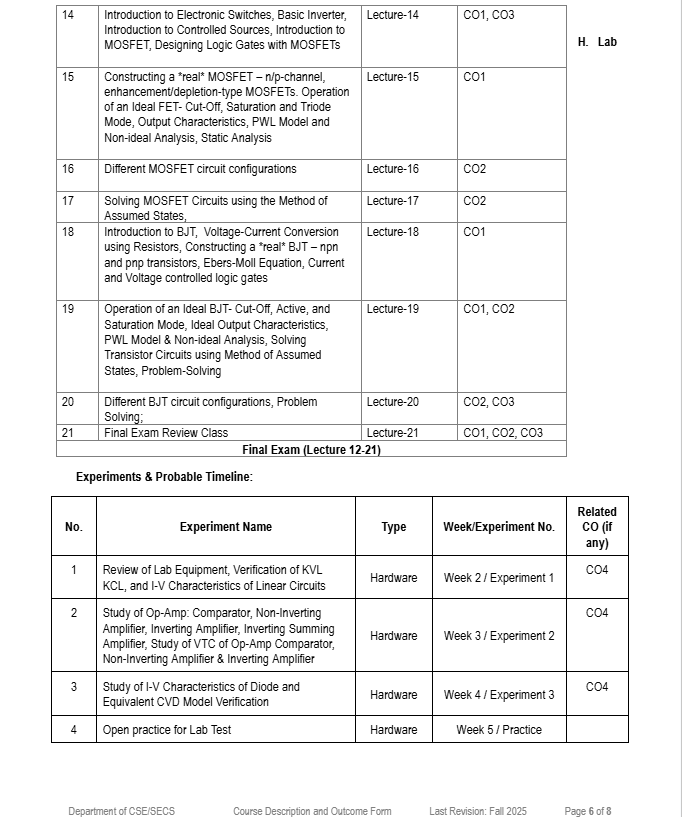 14 Introduction to Electronic Switches, Basic Inverter, Lecture-14 CO1, CO3
Introduction to Controlled Sources, Introduction to
MOSFET, Designing Logic Gates with MOSFETs
H. Lab
15 Constructing a *real* MOSFET – n/p-channel, Lecture-15 CO1
enhancement/depletion-type MOSFETs. Operation
of an Ideal FET- Cut-Off, Saturation and Triode
Mode, Output Characteristics, PWL Model and
Non-ideal Analysis, Static Analysis
16 Different MOSFET circuit configurations Lecture-16 CO2
17 Solving MOSFET Circuits using the Method of Lecture-17 CO2
Assumed States,
18 Introduction to BJT, Voltage-Current Conversion Lecture-18 CO1
using Resistors, Constructing a *real* BJT – npn
and pnp transistors, Ebers-Moll Equation, Current
and Voltage controlled logic gates
19 Operation of an Ideal BJT- Cut-Off, Active, and Lecture-19 CO1, CO2
Saturation Mode, Ideal Output Characteristics,
PWL Model & Non-ideal Analysis, Solving
Transistor Circuits using Method of Assumed
States, Problem-Solving
20 Different BJT circuit configurations, Problem Lecture-20 CO2, CO3
Solving;
21 Final Exam Review Class Lecture-21 CO1, CO2, CO3
Final Exam (Lecture 12-21)
Experiments & Probable Timeline:
No. Experiment Name Type Week/Experiment No. Related
CO (if
any)
1 Review of Lab Equipment, Verification of KVL Hardware Week 2 / Experiment 1 CO4
KCL, and I-V Characteristics of Linear Circuits
2 Study of Op-Amp: Comparator, Non-Inverting Hardware Week 3 / Experiment 2 CO4
Amplifier, Inverting Amplifier, Inverting Summing
Amplifier, Study of VTC of Op-Amp Comparator,
Non-Inverting Amplifier & Inverting Amplifier
3 Study of I-V Characteristics of Diode and Hardware Week 4 / Experiment 3 CO4
Equivalent CVD Model Verification
4 Open practice for Lab Test Hardware Week 5 / Practice
Department of CSE/SECS Course Description and Outcome Form Last Revision: Fall 2025 Page 6 of 8